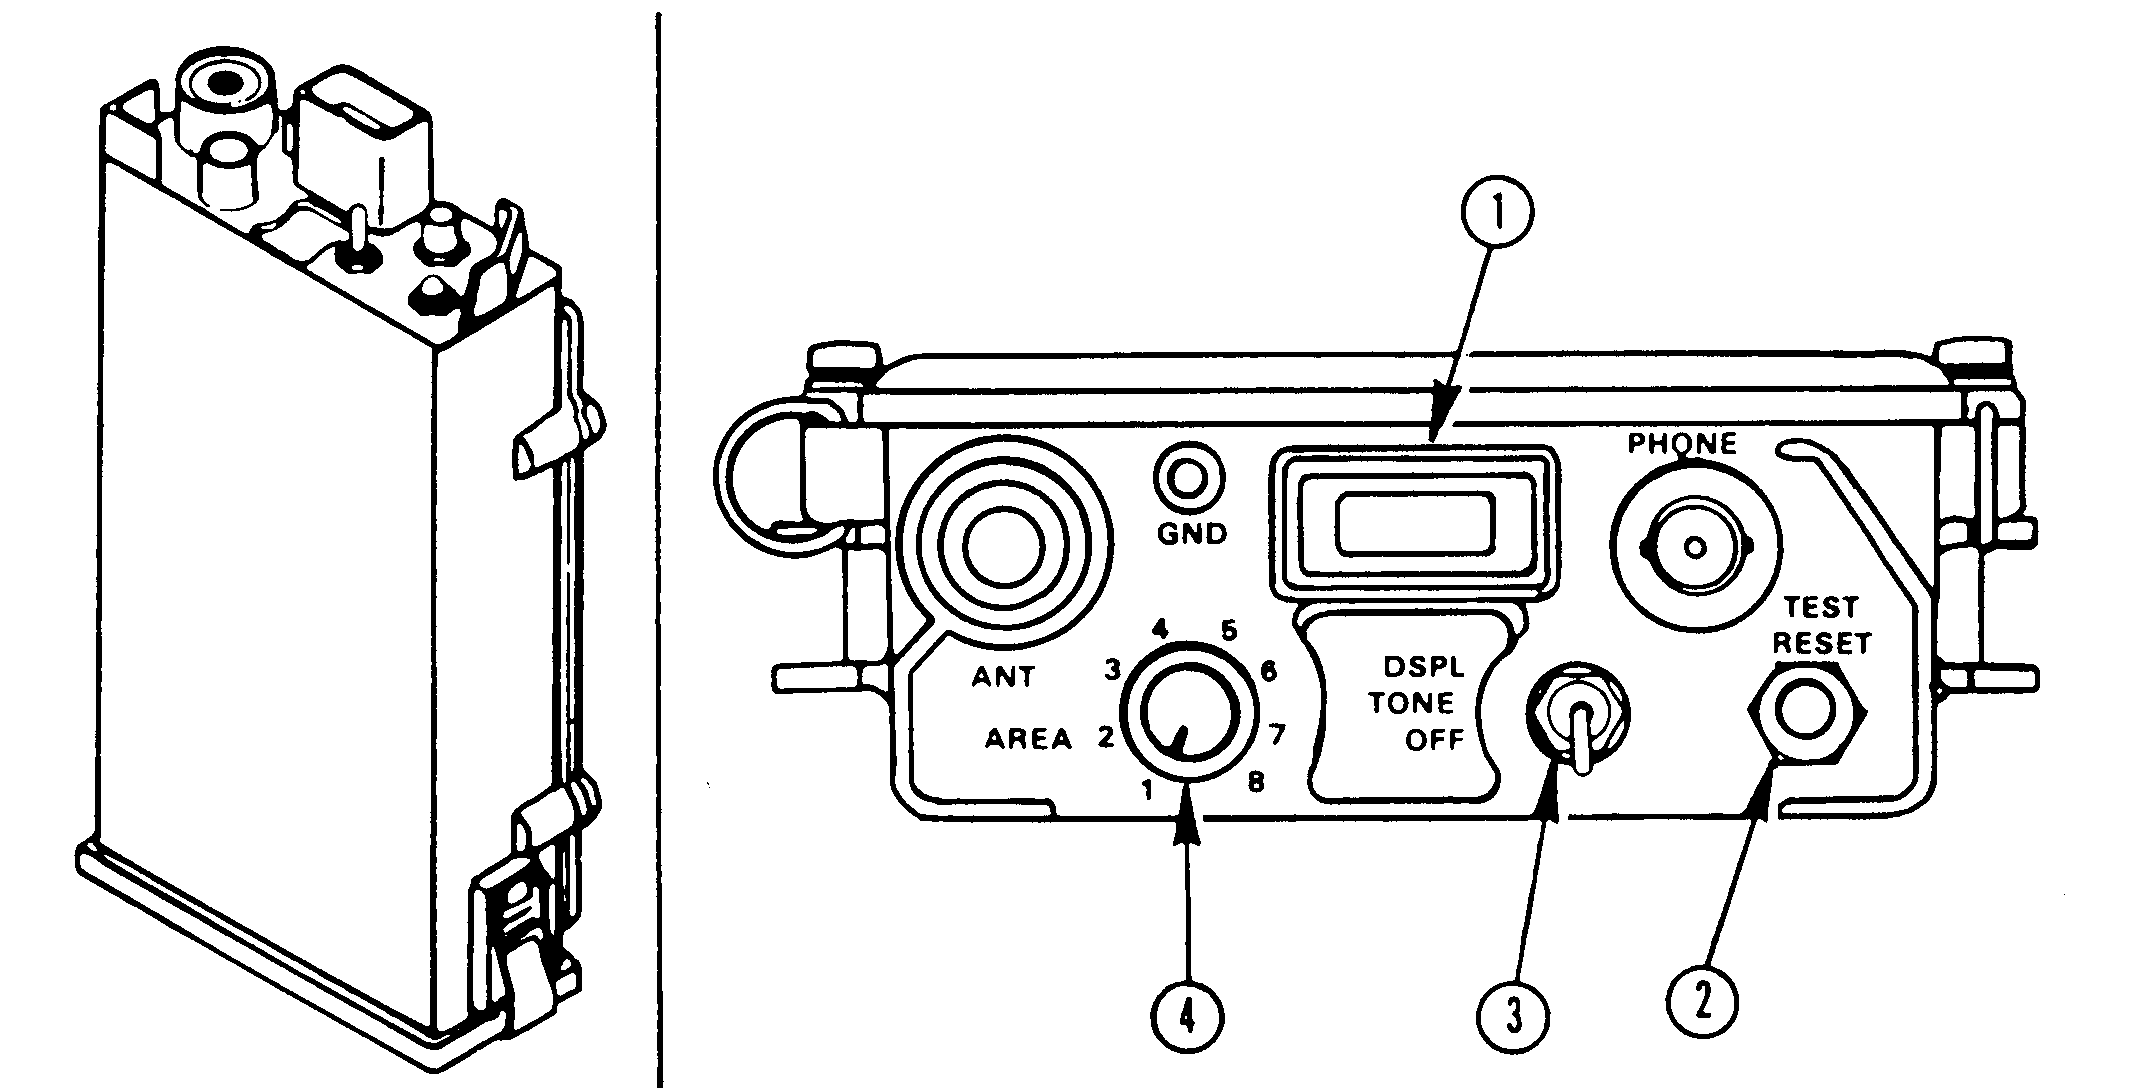 1
PHONE
GND
TEST
RESET
4 5
3 6
ANT
DSPL
TONE
OFF
AREA 2 7
1 8
4
3
2